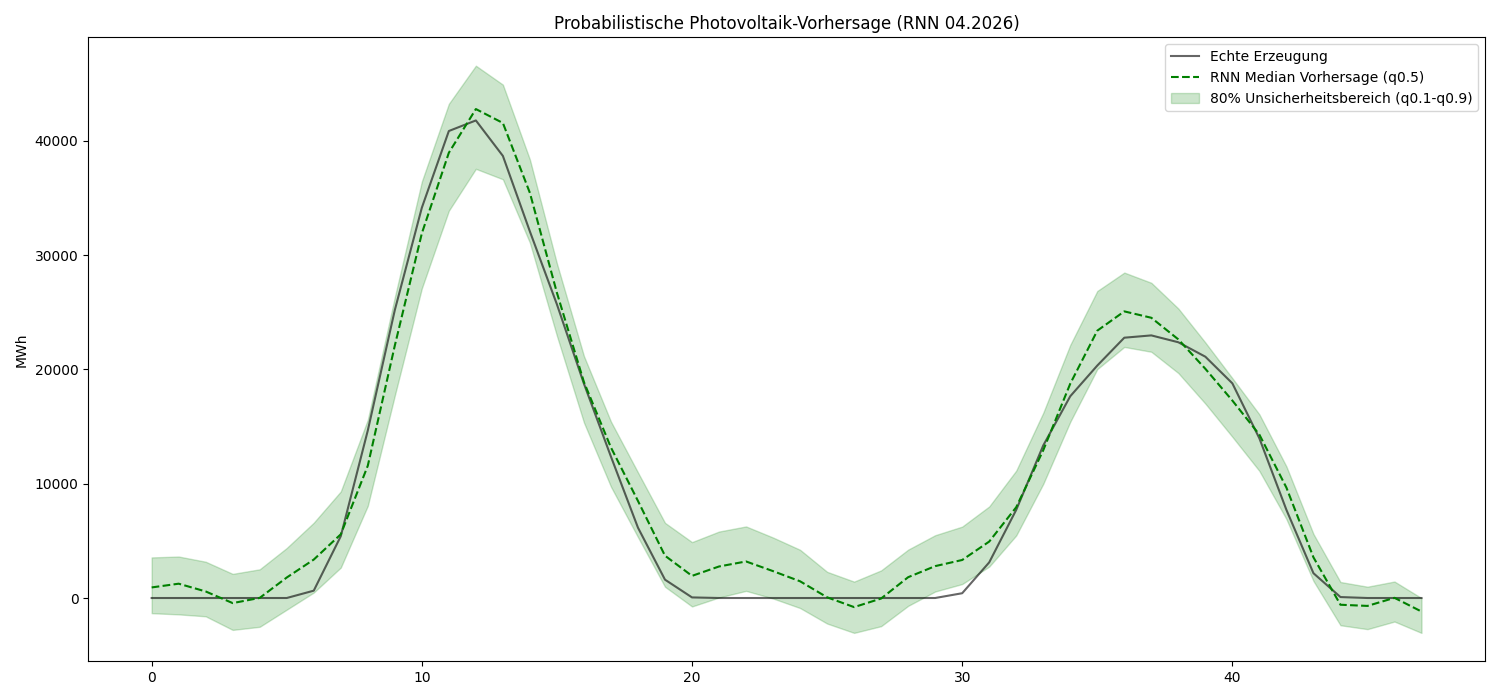 Probabilistische Photovoltaik-Vorhersage (RNN 04.2026)
Echte Erzeugung
RNN Median Vorhersage (q0.5)
80% Unsicherheitsbereich (q0.1-q0.9)
MWh
40000
30000
20000
10000
0
0 10 20 30 40